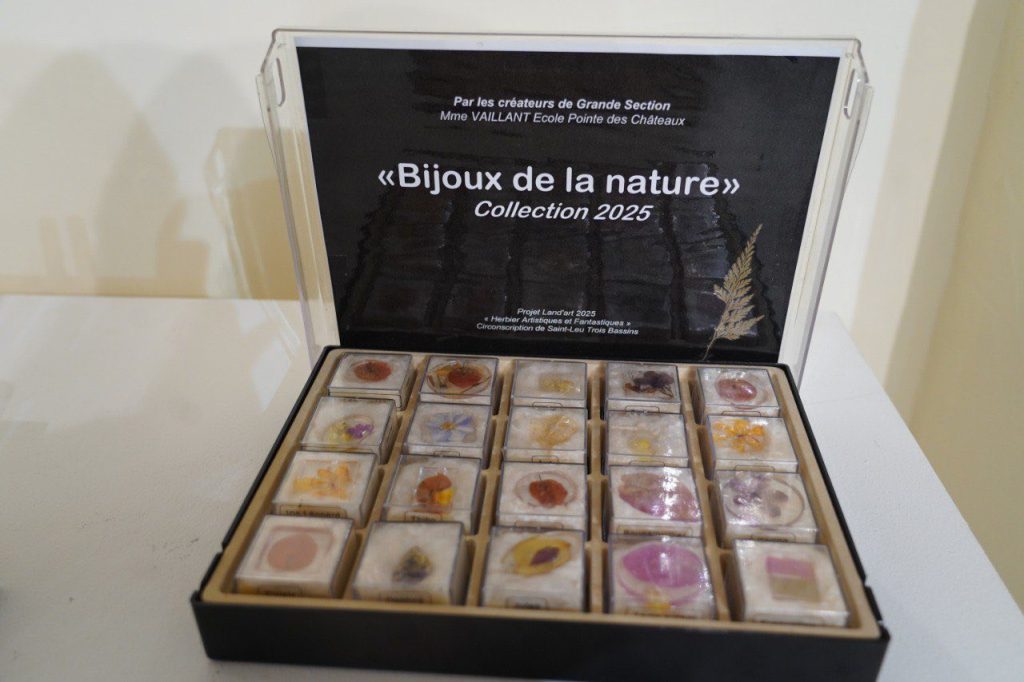 Par les créateurs de Grande Section
Mme VAILLANT Ecole Pointe des Châteaux
«Bijoux de la nature»
Collection 2025
Projet Land'art 2025
« Herbier Artistiques et Fantastiques »
Circonscription de Saint-Leu Trois Bassins